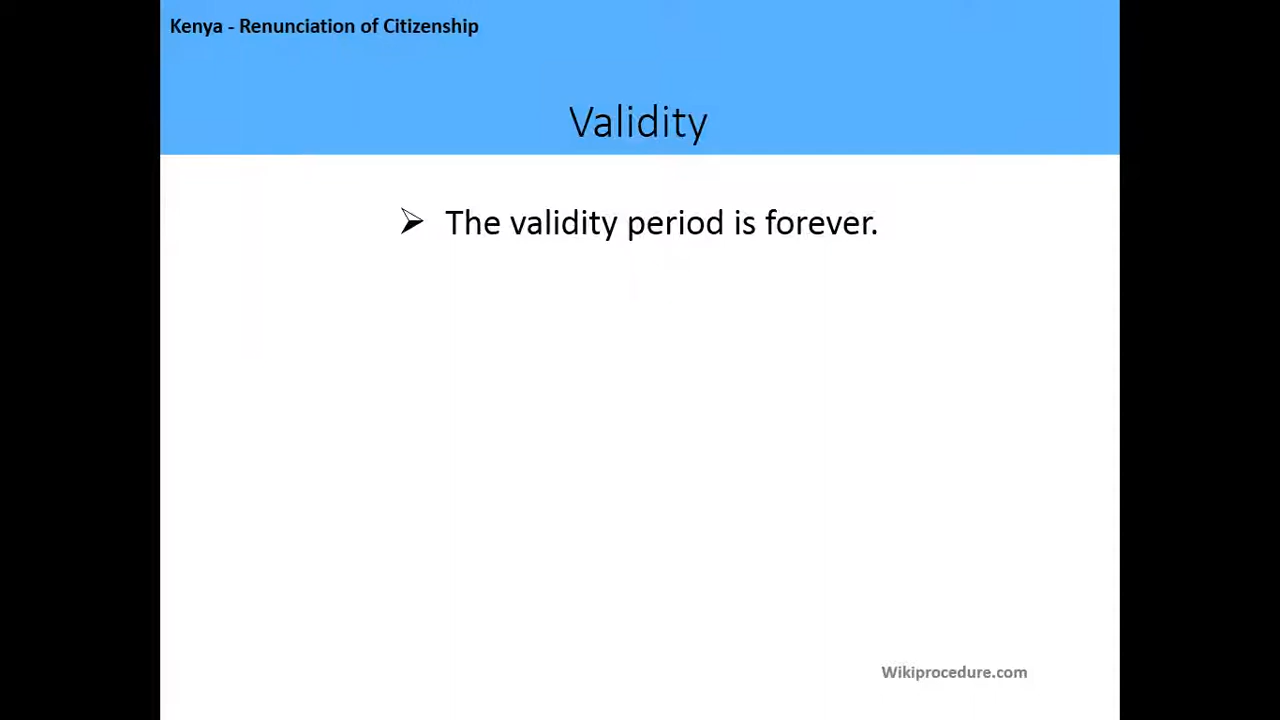 Kenya - Renunciation of Citizenship
Validity
➢ The validity period is forever.
Wikiprocedure.com